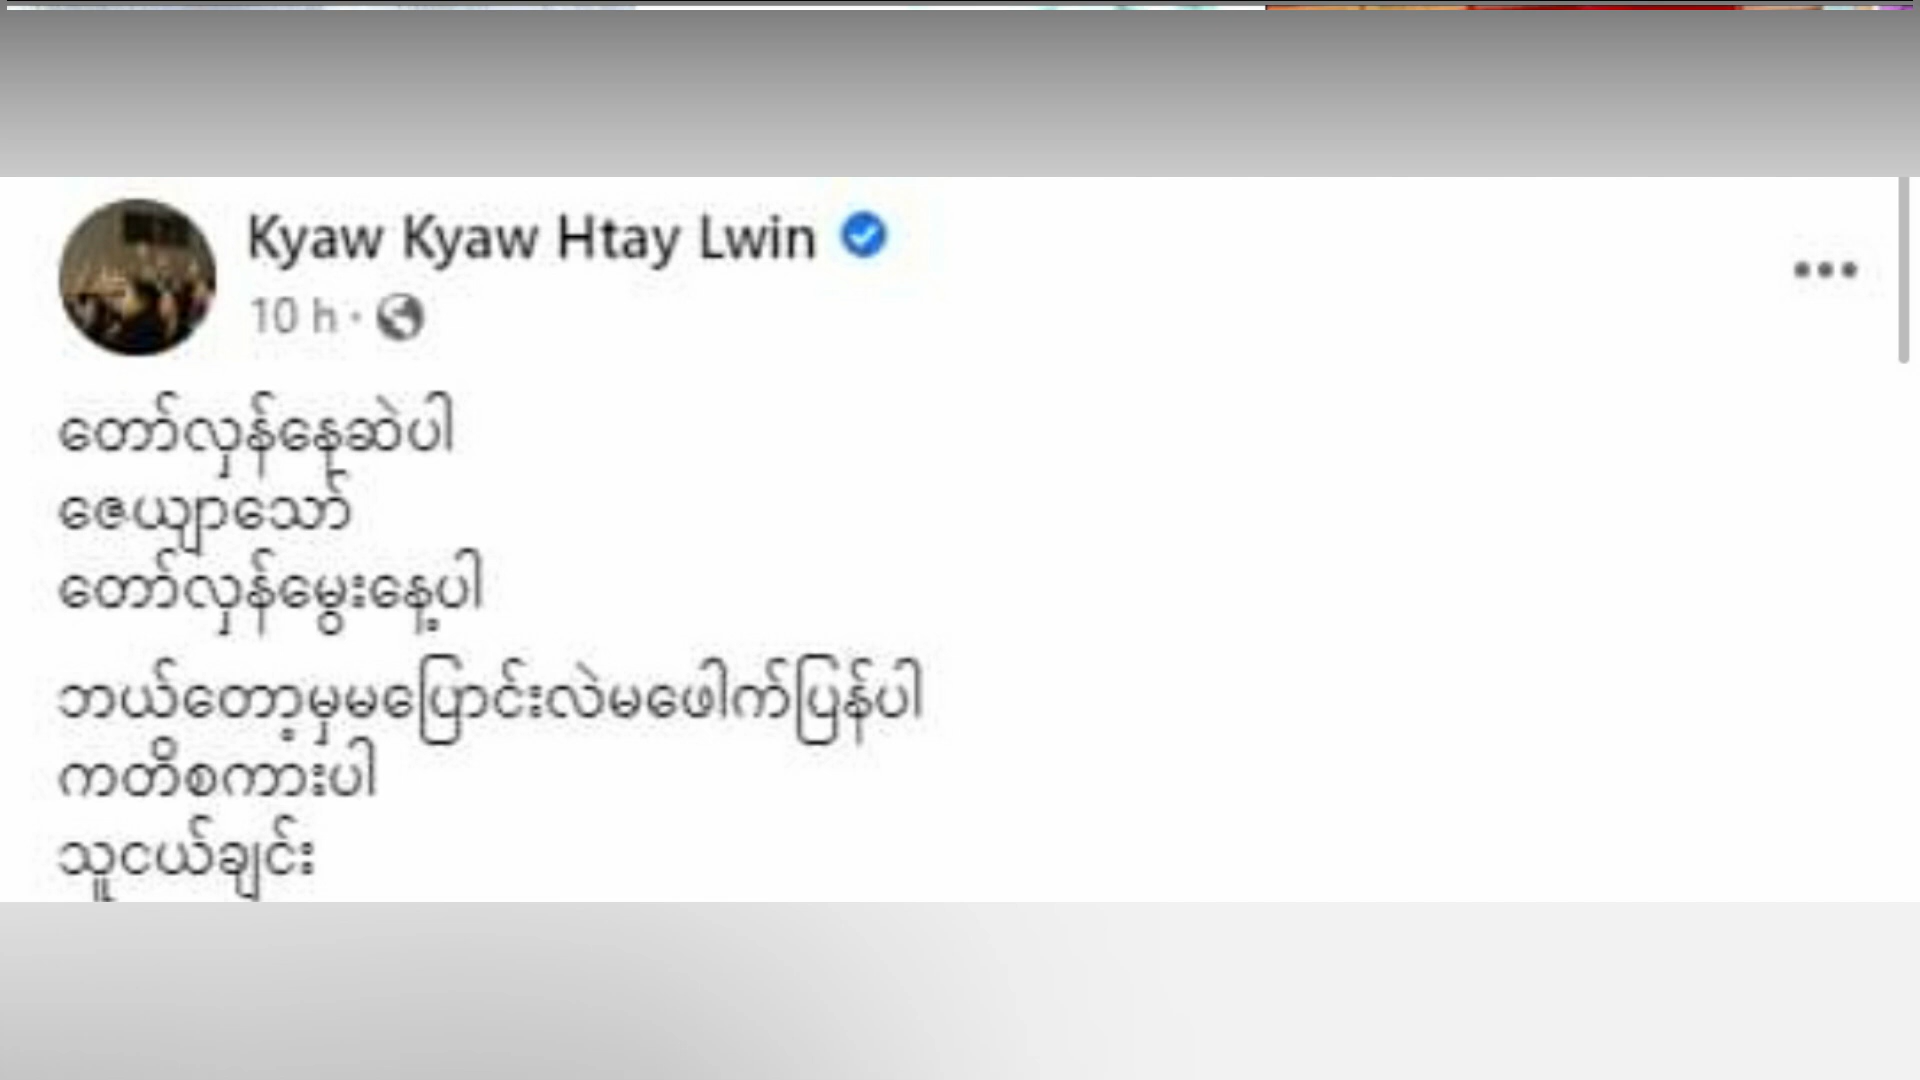 Kyaw Kyaw Htay Lwin
10 h ·
တော်လှန်နေဆဲပါ
ဇေယျာသော်
တော်လှန်မွေးနေ့ပါ
ဘယ်တော့မှမပြောင်းလဲမဖေါက်ပြန်ပါ
ကတိစကားပါ
သူငယ်ချင်း